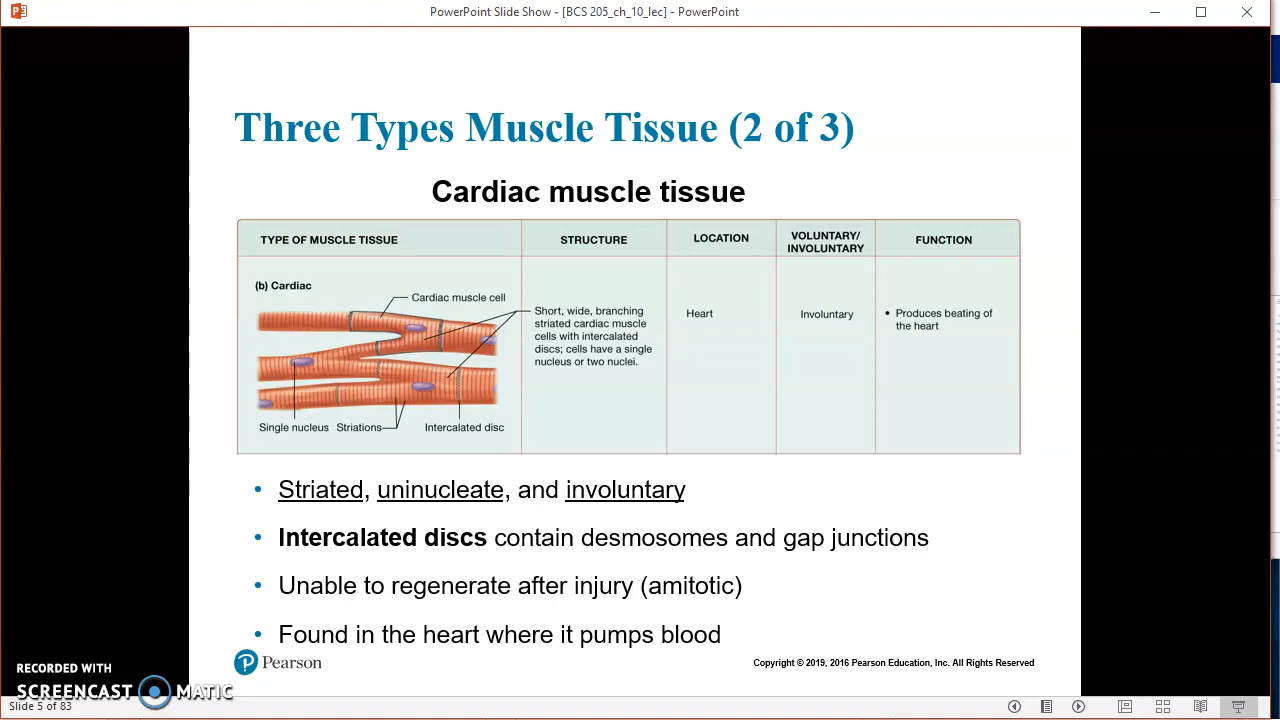 PowerPoint Slide Show - [BCS 205_ch_10_lec] - PowerPoint
Three Types Muscle Tissue (2 of 3)
Cardiac muscle tissue
TYPE OF MUSCLE TISSUE
STRUCTURE
LOCATION
VOLUNTARY/
INVOLUNTARY
FUNCTION
(b) Cardiac
Cardiac muscle cell
Single nucleus
Striations
Intercalated disc
Short, wide, branching
striated cardiac muscle
cells with intercalated
discs; cells have a single
nucleus or two nuclei.
Heart
Involuntary
• Produces beating of
the heart
• Striated, uninucleate, and involuntary
• Intercalated discs contain desmosomes and gap junctions
• Unable to regenerate after injury (amitotic)
• Found in the heart where it pumps blood
Pearson
Copyright © 2019, 2016 Pearson Education, Inc. All Rights Reserved
RECORDED WITH
SCREENCAST MATIC
Slide 5 of 83